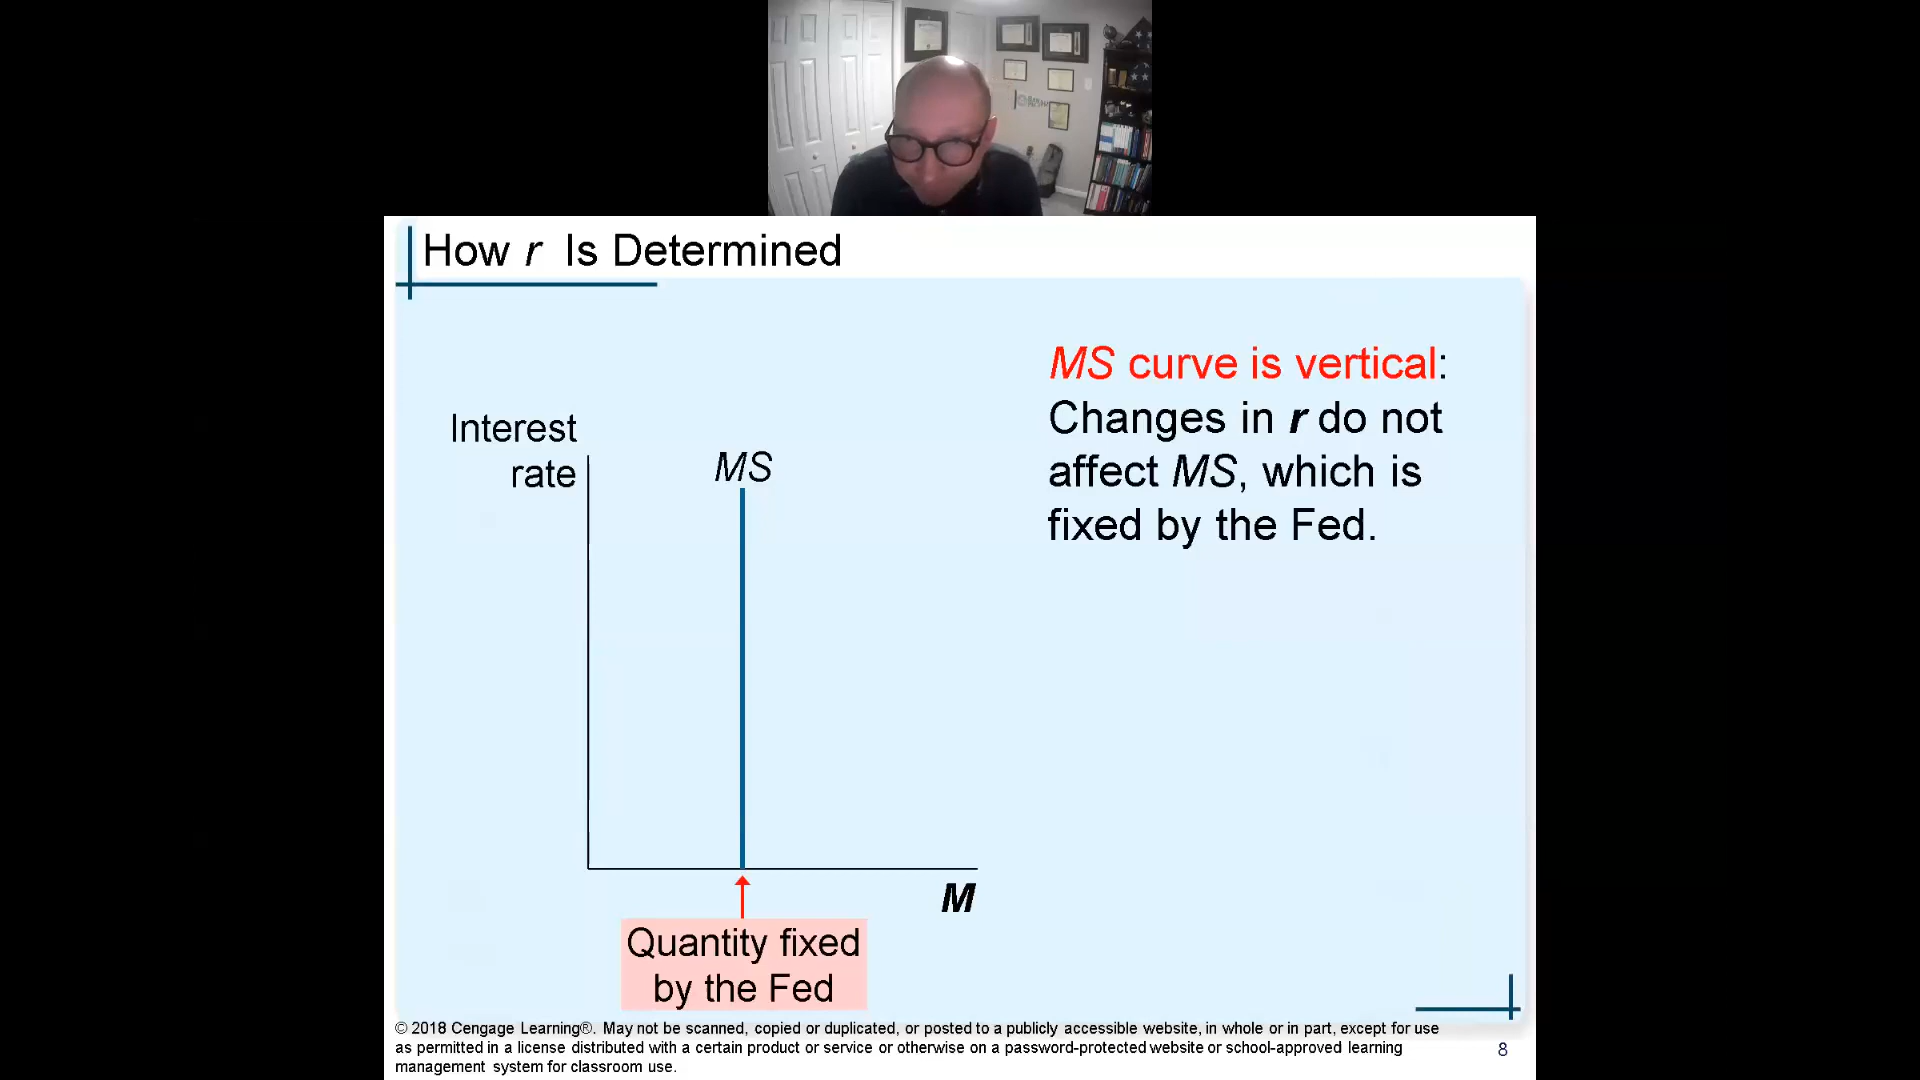 How r Is Determined
MS curve is vertical:
Changes in r do not
affect MS, which is
fixed by the Fed.
Interest
rate
MS
M
Quantity fixed
by the Fed
© 2018 Cengage Learning®. May not be scanned, copied or duplicated, or posted to a publicly accessible website, in whole or in part, except for use
as permitted in a license distributed with a certain product or service or otherwise on a password-protected website or school-approved learning
management system for classroom use.
8